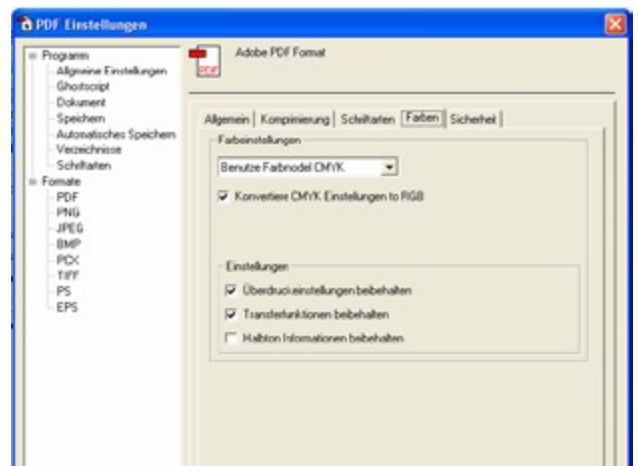 PDF Einstellungen
Programm
Allgmeine Einstellungen
Ghostscript
Dokument
Speichern
Automatisches Speichern
Verzeichnisse
Schriftarten
Formate
PDF
PNG
JPEG
BMP
PCX
TIFF
PS
EPS
PDF
Adobe PDF Format
Allgemein
Komprimierung
Schriftarten
Farben
Sicherheit
Farbeinstellungen
Benutze Farbmodel CMYK
Konvertiere CMYK Einstellungen to RGB
Einstellungen
Überdruckeinstellungen beibehalten
Transferfunktionen beibehalten
Halbton Informationen beibehalten